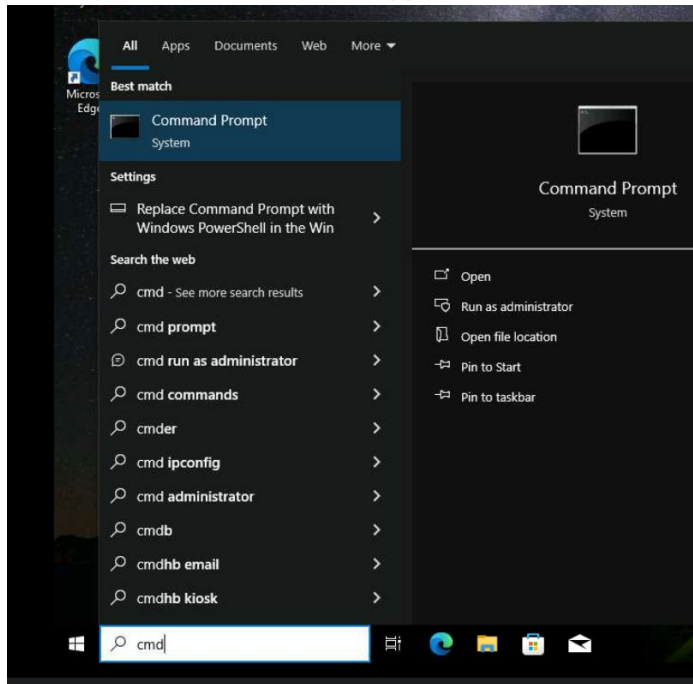 Micros
Edge
All Apps Documents Web More
Best match
Command Prompt
System
Settings
Replace Command Prompt with
Windows PowerShell in the Win
Search the web
cmd - See more search results
cmd prompt
cmd run as administrator
cmd commands
cmder
cmd ipconfig
cmd administrator
cmdb
cmdhb email
cmdhb kiosk
Command Prompt
System
Open
Run as administrator
Open file location
Pin to Start
Pin to taskbar
cmd